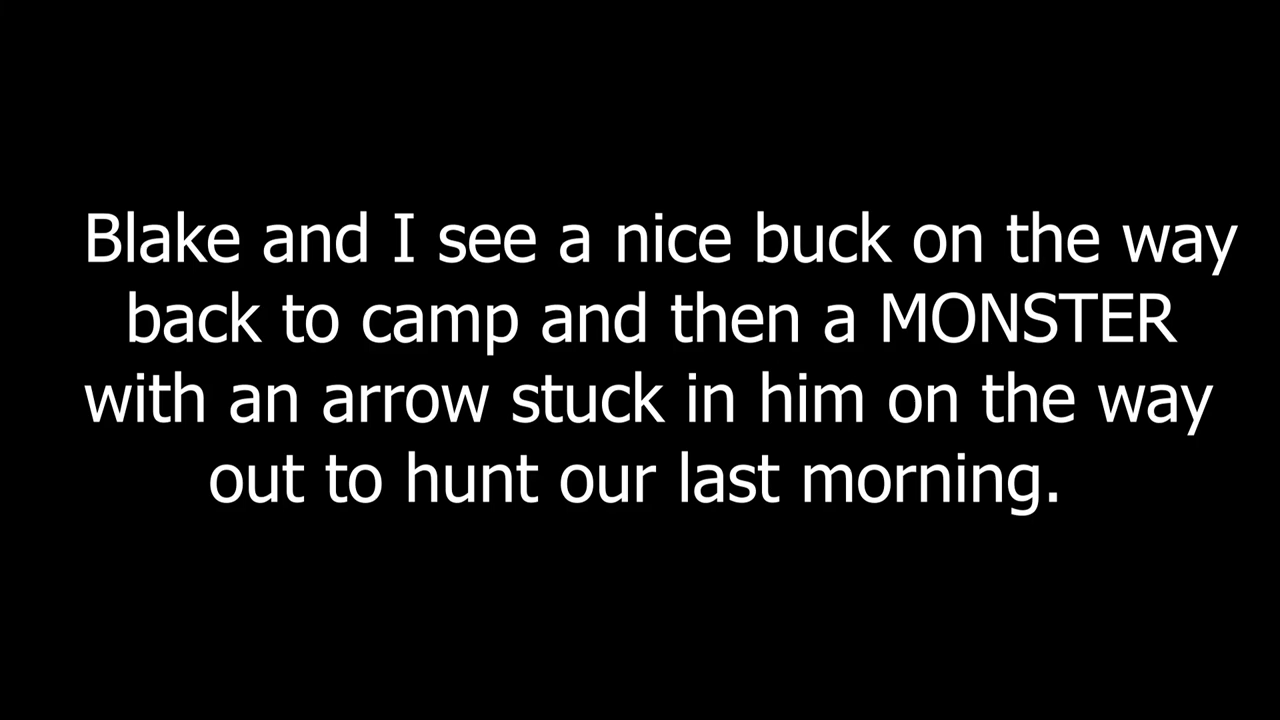 Blake and I see a nice buck on the way
back to camp and then a MONSTER
with an arrow stuck in him on the way
out to hunt our last morning.